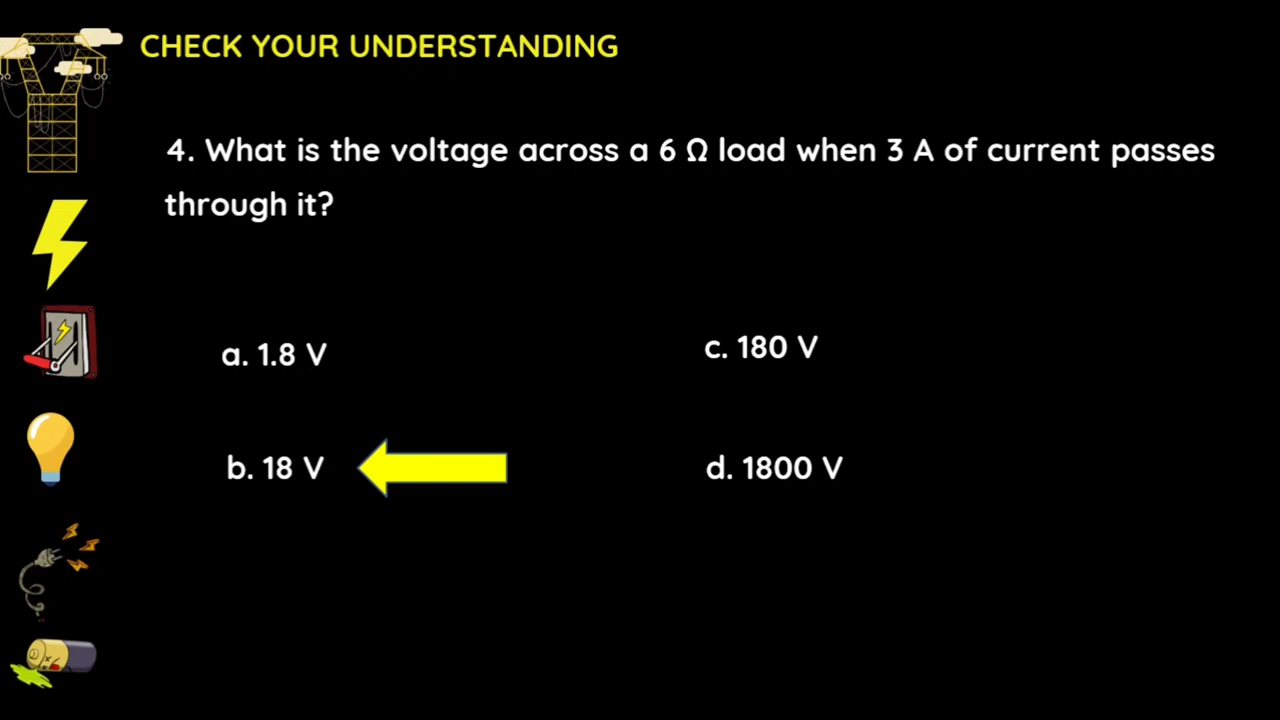 CHECK YOUR UNDERSTANDING
4. What is the voltage across a 6 Ω load when 3 A of current passes
through it?
a. 1.8 V
c. 180 V
b. 18 V
d. 1800 V